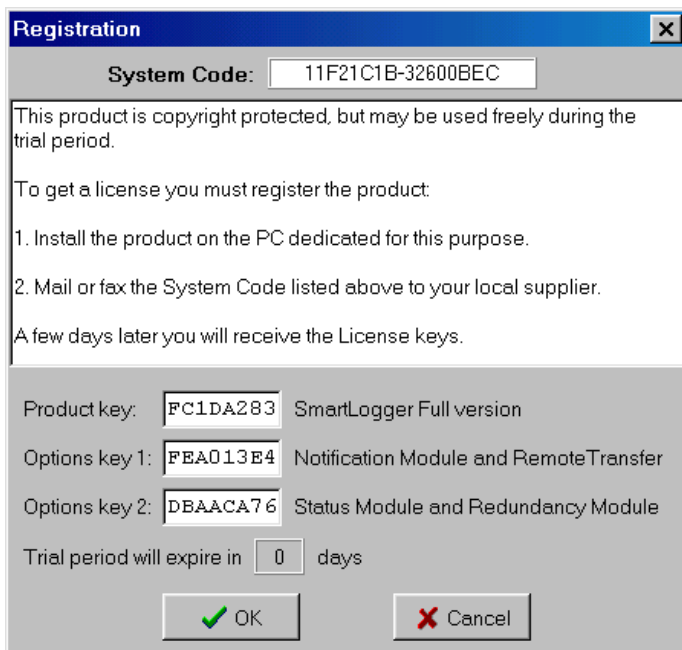 Registration
System Code: 11F21C1B-32600BEC
This product is copyright protected, but may be used freely during the
trial period.
To get a license you must register the product:
1. Install the product on the PC dedicated for this purpose.
2. Mail or fax the System Code listed above to your local supplier.
A few days later you will receive the License keys.
Product key: FC1DA283 SmartLogger Full version
Options key 1: FEA013E4 Notification Module and RemoteTransfer
Options key 2: DBAACA76 Status Module and Redundancy Module
Trial period will expire in 0 days
OK Cancel